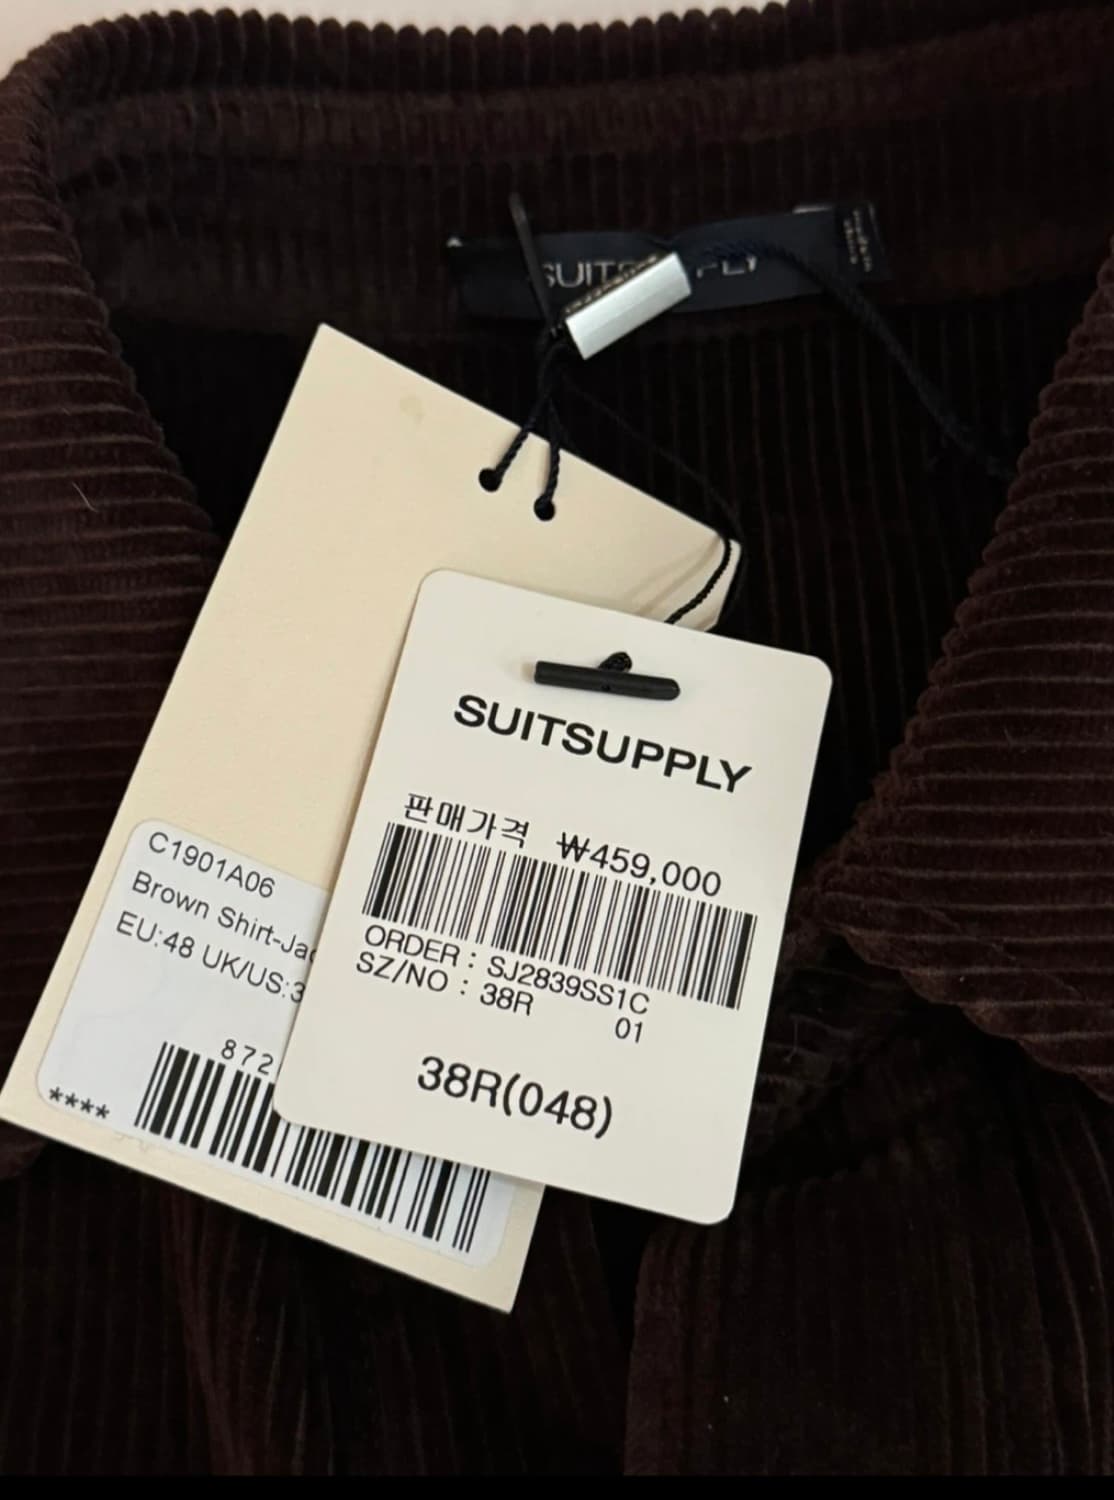 SUITSUPPLY
판매가격 ₩459,000
ORDER : SJ2839SS1C
SZ/NO : 38R 01
38R(048)
C1901A06
Brown Shirt-Jac
EU:48 UK/US:3
872
****